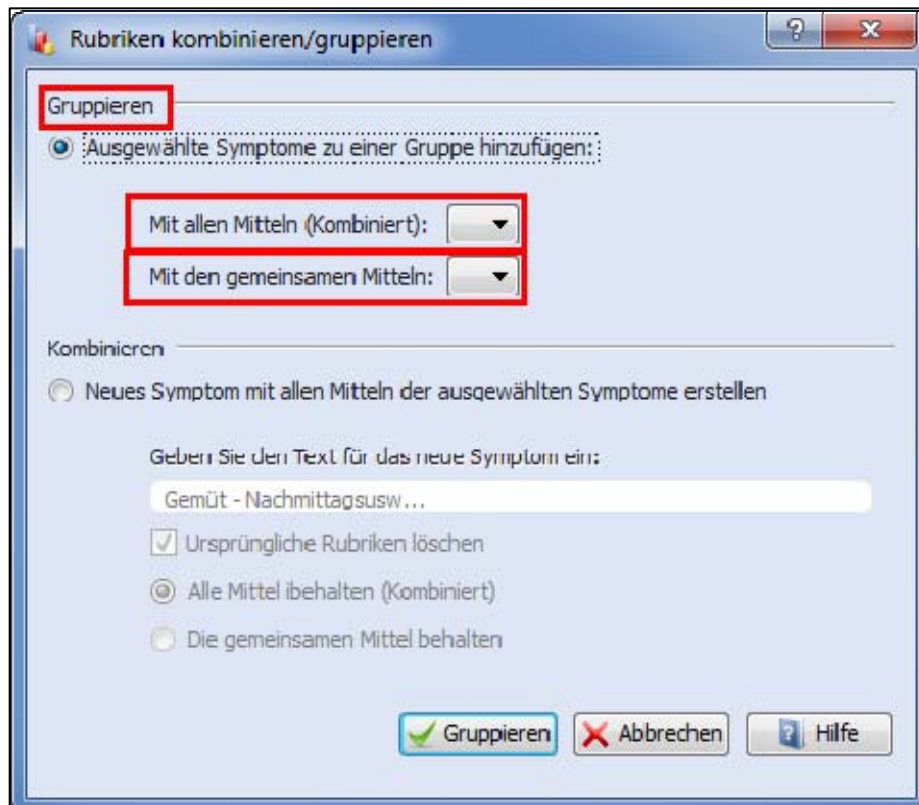 Rubriken kombinieren/gruppieren
Gruppieren
Ausgewählte Symptome zu einer Gruppe hinzufügen:
Mit allen Mitteln (Kombiniert):
Mit den gemeinsamen Mitteln:
Kombinieren
Neues Symptom mit allen Mitteln der ausgewählten Symptome erstellen
Geben Sie den Text für das neue Symptom ein:
Gemüt - Nachmittagsusw...
Ursprüngliche Rubriken löschen
Alle Mittel ibehalten (Kombiniert)
Die gemeinsamen Mittel behalten
Gruppieren Abbrechen Hilfe